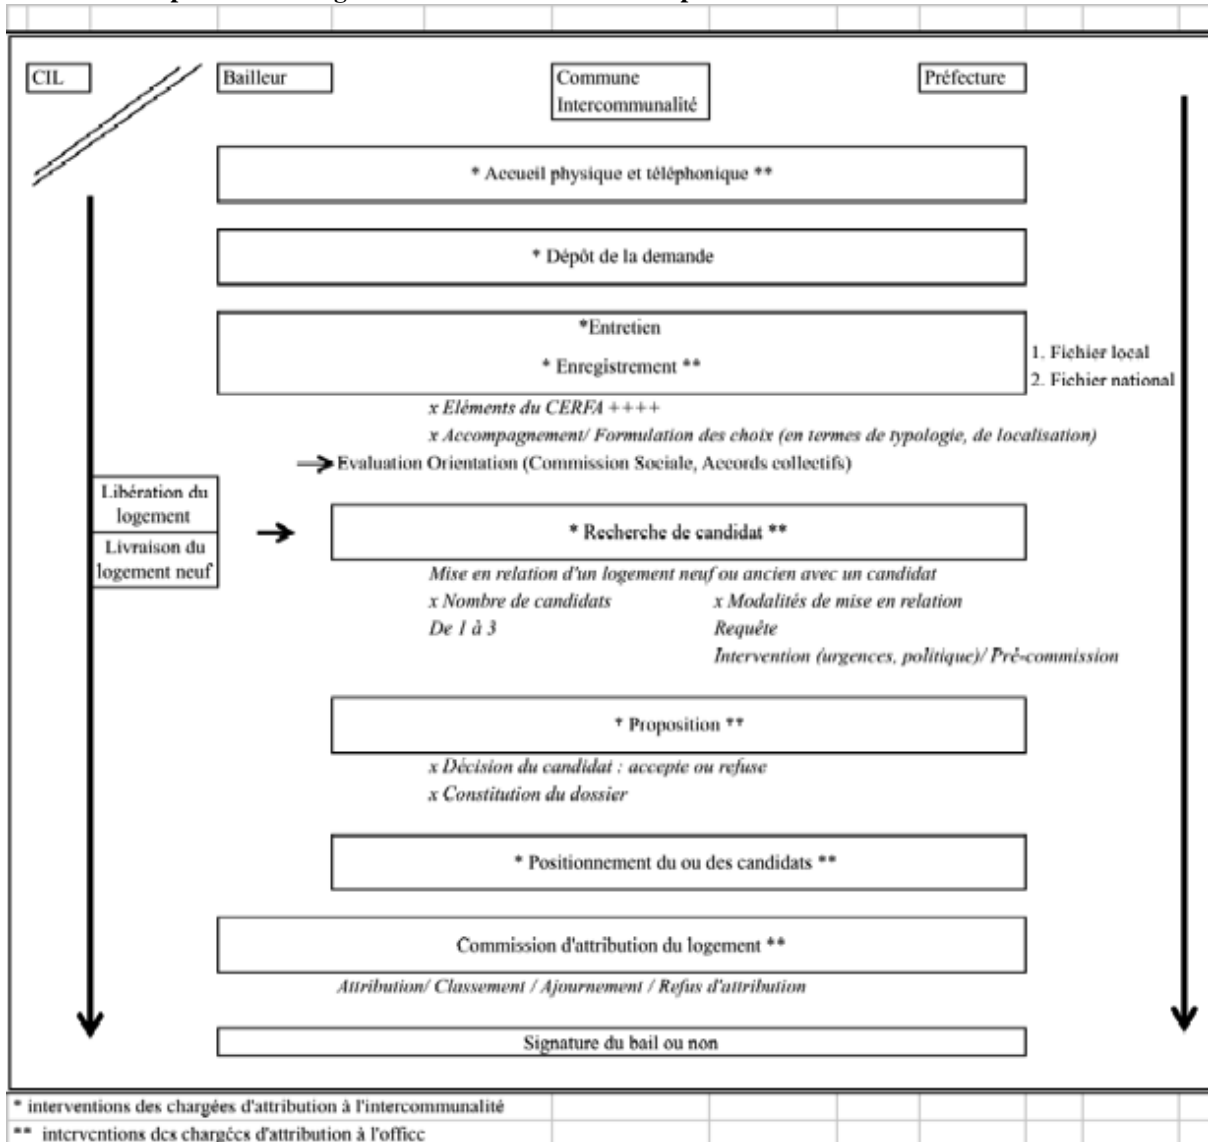 CIL
Bailleur
Commune
Intercommunalité
Préfecture
* Accueil physique et téléphonique **
* Dépôt de la demande
*Entretien
* Enregistrement **
1. Fichier local
2. Fichier national
x Eléments du CERFA ++++
x Accompagnement/ Formulation des choix (en termes de typologie, de localisation)
Evaluation Orientation (Commission Sociale, Accords collectifs)
Libération du
logement
Livraison du
logement neuf
* Recherche de candidat **
Mise en relation d'un logement neuf ou ancien avec un candidat
x Nombre de candidats
De 1 à 3
x Modalités de mise en relation
Requête
Intervention (urgences, politique)/ Pré-commission
* Proposition **
x Décision du candidat : accepte ou refuse
x Constitution du dossier
* Positionnement du ou des candidats **
Commission d'attribution du logement **
Attribution/ Classement / Ajournement / Refus d'attribution
Signature du bail ou non
* interventions des chargées d'attribution à l'intercommunalité
** interventions des chargées d'attribution à l'office